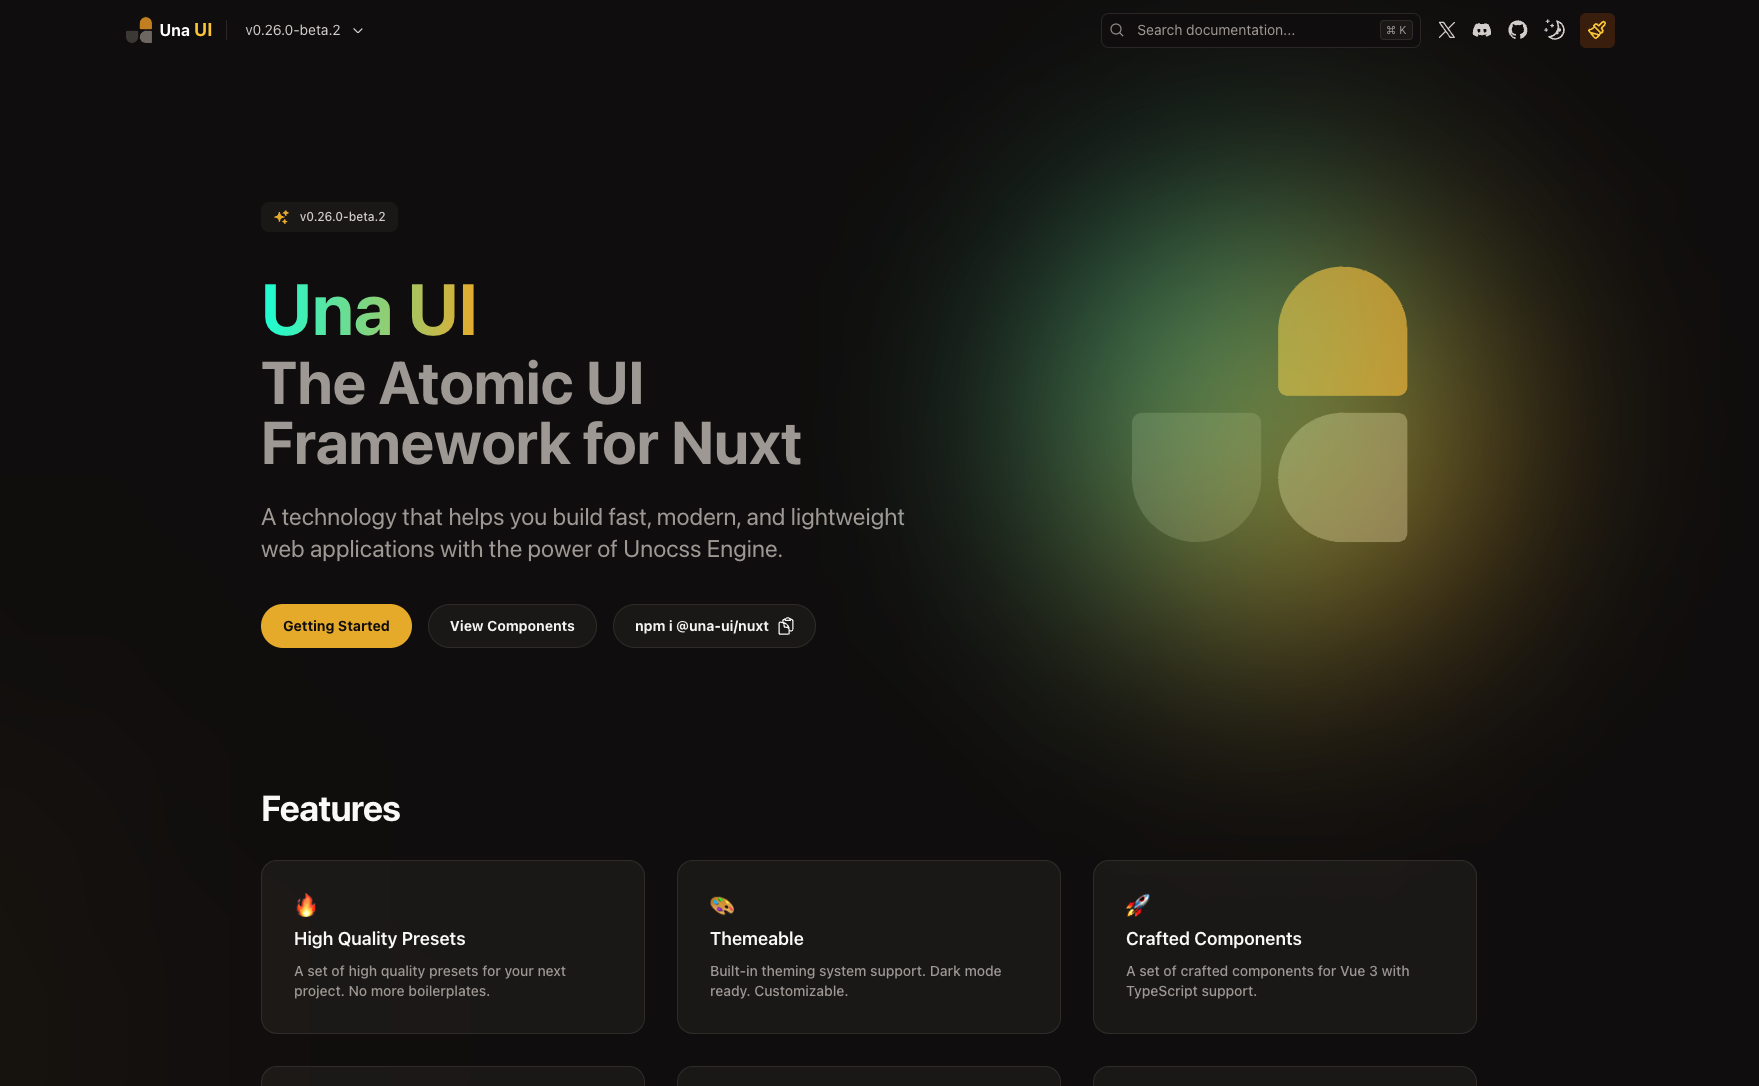 Una UI
v0.26.0-beta.2
Search documentation...
⌘ K
v0.26.0-beta.2
Una UI
The Atomic UI
Framework for Nuxt
A technology that helps you build fast, modern, and lightweight
web applications with the power of Unocss Engine.
Getting Started
View Components
npm i @una-ui/nuxt
Features
High Quality Presets
A set of high quality presets for your next
project. No more boilerplates.
Themeable
Built-in theming system support. Dark mode
ready. Customizable.
Crafted Components
A set of crafted components for Vue 3 with
TypeScript support.